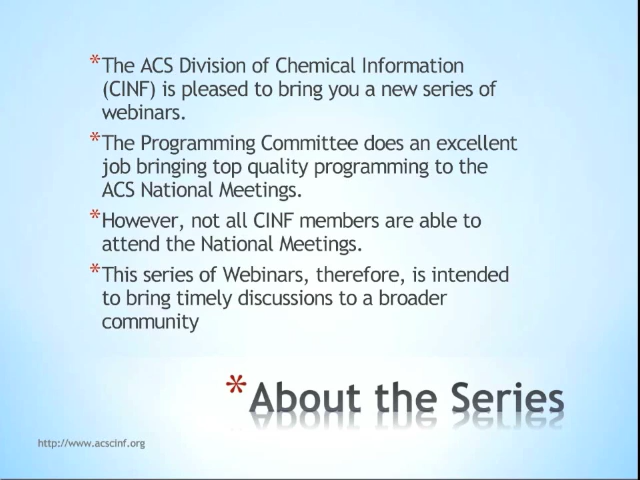 *The ACS Division of Chemical Information
(CINF) is pleased to bring you a new series of
webinars.
*The Programming Committee does an excellent
job bringing top quality programming to the
ACS National Meetings.
*However, not all CINF members are able to
attend the National Meetings.
*This series of Webinars, therefore, is intended
to bring timely discussions to a broader
community
*About the Series
http://www.acscinf.org